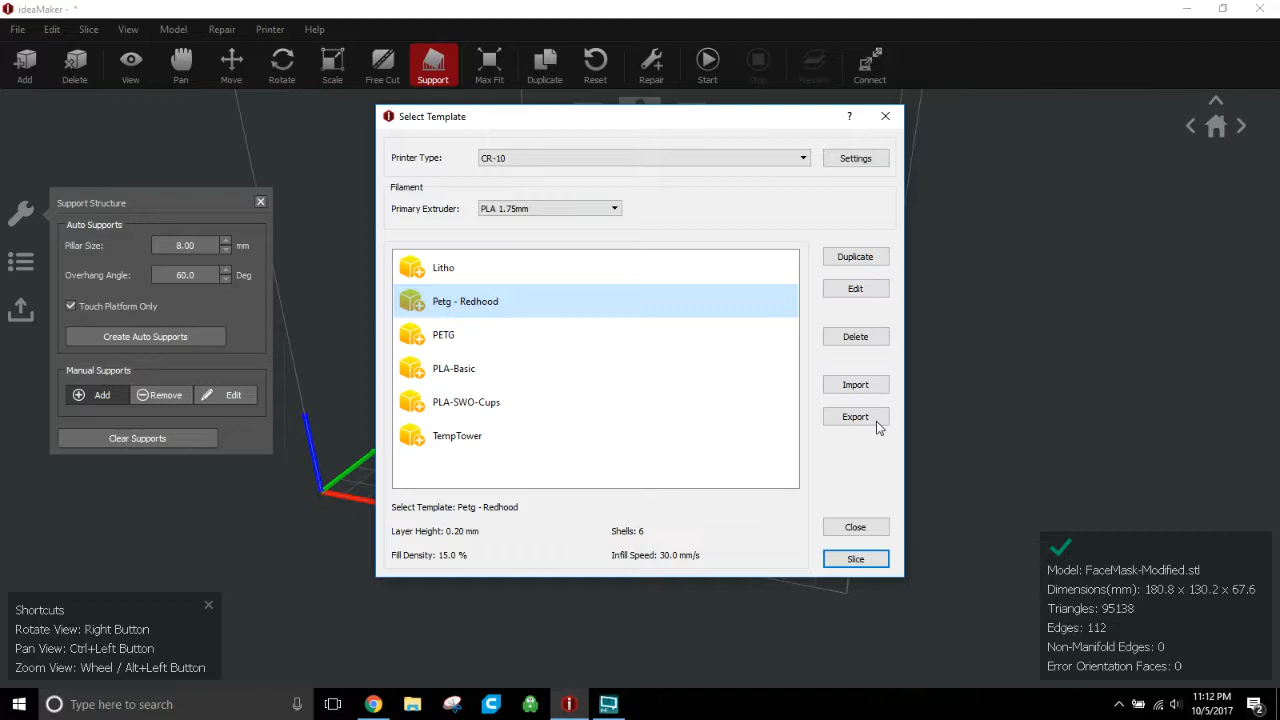 ideaMaker - *
File Edit Slice View Model Repair Printer Help
Add Delete View Pan Move Rotate Scale Free Cut Support Max Fit Duplicate Reset Repair Start Connect
Select Template
?
Printer Type: CR-10 Settings
Filament
Primary Extruder: PLA 1.75mm
Litho
Petg - Redhood
PETG
PLA-Basic
PLA-SWO-Cups
TempTower
Duplicate
Edit
Delete
Import
Export
Select Template: Petg - Redhood
Layer Height: 0.20 mm Shells: 6
Fill Density: 15.0 % Infill Speed: 30.0 mm/s
Close
Slice
Support Structure
Auto Supports
Pillar Size: 8.00 mm
Overhang Angle: 60.0 Deg
Touch Platform Only
Create Auto Supports
Manual Supports
Add Remove Edit
Clear Supports
Shortcuts
Rotate View: Right Button
Pan View: Ctrl+Left Button
Zoom View: Wheel / Alt+Left Button
Model: FaceMask-Modified.stl
Dimensions(mm): 180.8 x 130.2 x 67.6
Triangles: 95138
Edges: 112
Non-Manifold Edges: 0
Error Orientation Faces: 0
Type here to search
11:12 PM
10/5/2017
2